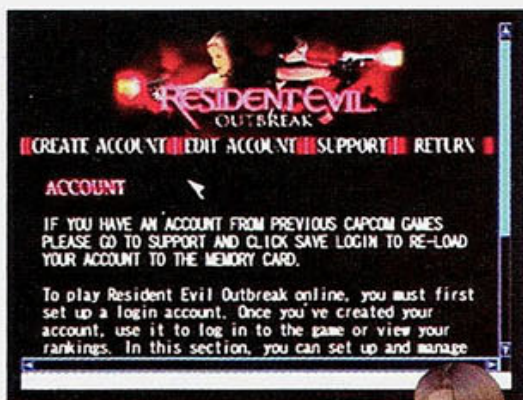 RESIDENT EVIL
OUTBREAK
CREATE ACCOUNT EDIT ACCOUNT SUPPORT RETURN
ACCOUNT
IF YOU HAVE AN ACCOUNT FROM PREVIOUS CAPCOM GAMES
PLEASE GO TO SUPPORT AND CLICK SAVE LOGIN TO RE-LOAD
YOUR ACCOUNT TO THE MEMORY CARD.
To play Resident Evil Outbreak online, you must first
set up a login account. Once you've created your
account, use it to log in to the game or view your
rankings. In this section, you can set up and manage